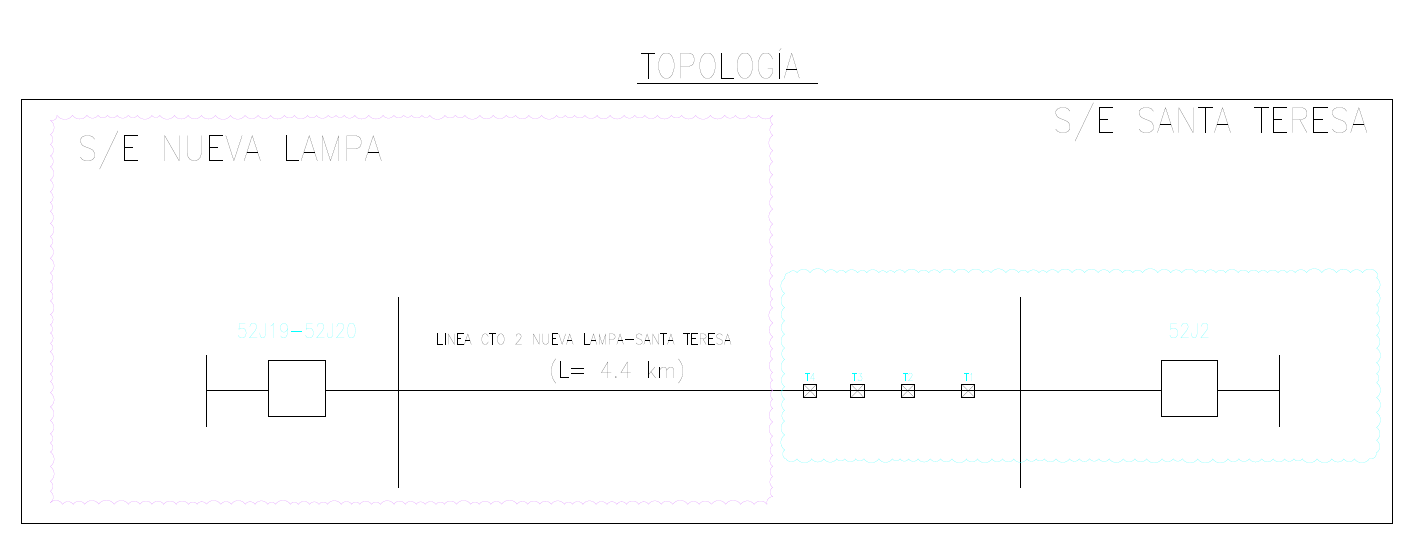 TOPOLOGÍA
S/E SANTA TERESA
S/E NUEVA LAMPA
52J19-52J20
LINEA CTO 2 NUEVA LAMPA-SANTA TERESA
52J2
(L= 4.4 km)